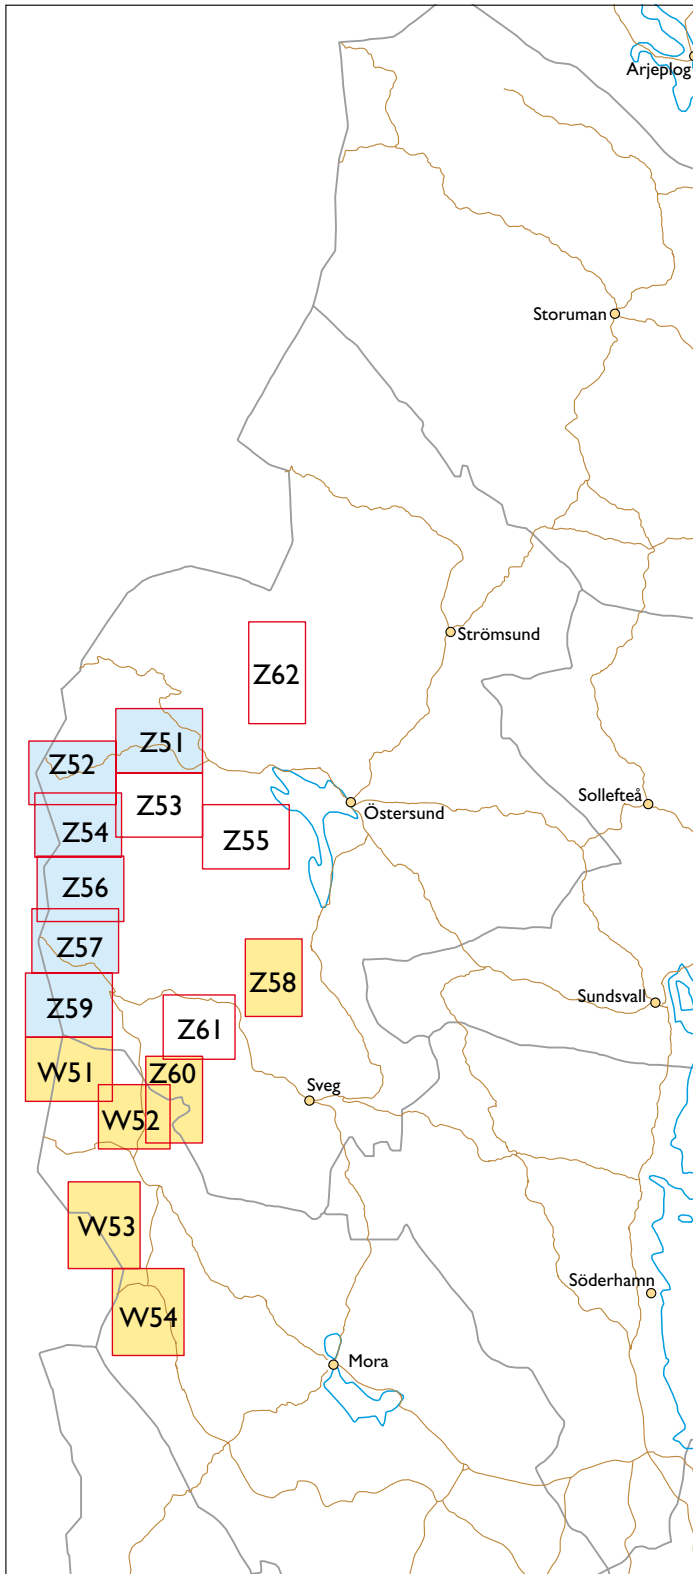 Arjeplog
Storuman
Strömsund
Z62
Z51
Z52
Z53
Sollefteå
Östersund
Z54
Z55
Z56
Z57
Z58
Sundsvall
Z59
Z61
W51
Z60
Sveg
W52
W53
Söderhamn
W54
Mora